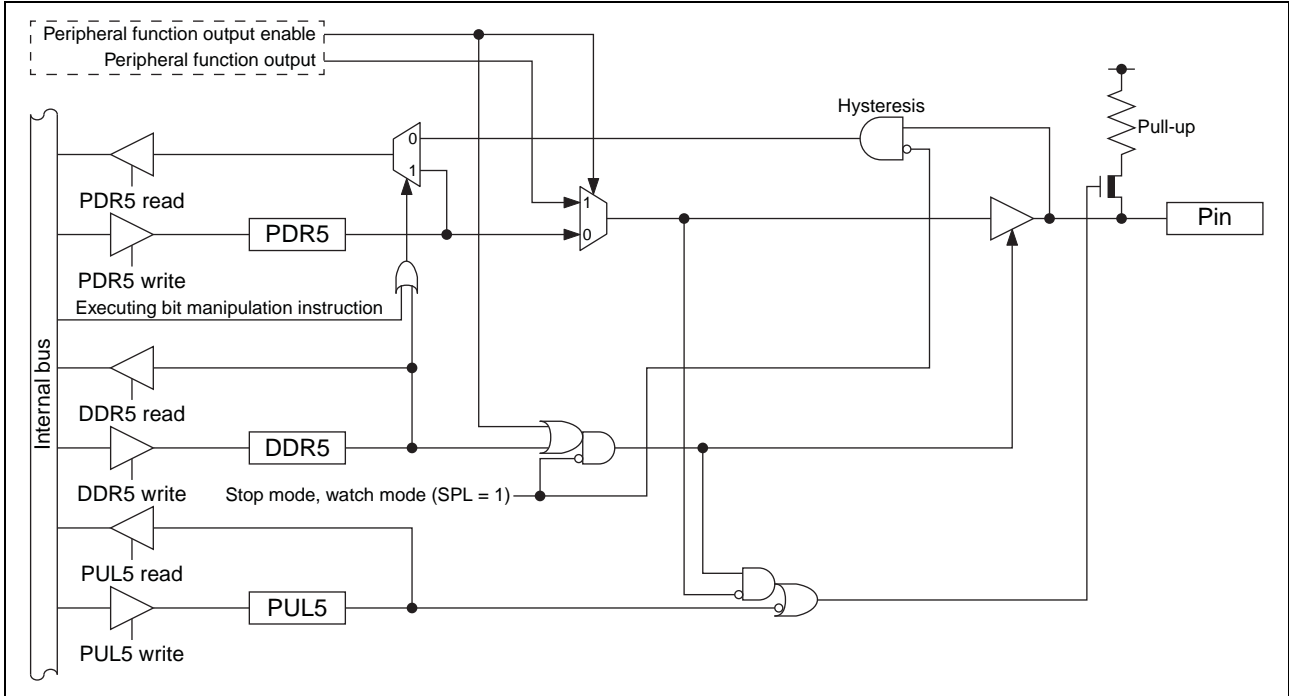 Peripheral function output enable
Peripheral function output
Hysteresis
Pull-up
0
1
PDR5 read
1
0
PDR5
Pin
PDR5 write
Executing bit manipulation instruction
Internal bus
DDR5 read
DDR5
DDR5 write
Stop mode, watch mode (SPL = 1)
PUL5 read
PUL5
PUL5 write